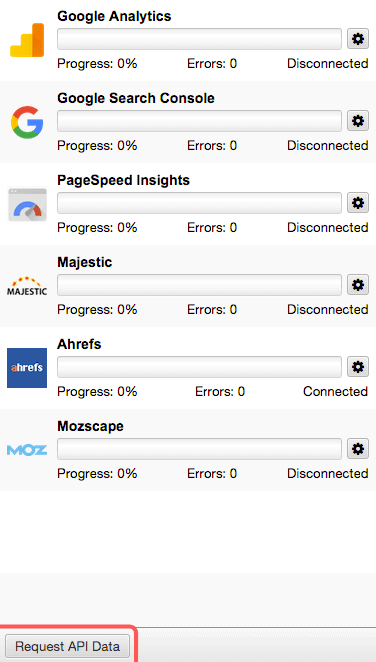 Google Analytics
Progress: 0% Errors: 0 Disconnected
Google Search Console
Progress: 0% Errors: 0 Disconnected
PageSpeed Insights
Progress: 0% Errors: 0 Disconnected
Majestic
MAJESTIC
Progress: 0% Errors: 0 Disconnected
Ahrefs
ahrefs
Progress: 0% Errors: 0 Connected
Mozscape
MOZ
Progress: 0% Errors: 0 Disconnected
Request API Data